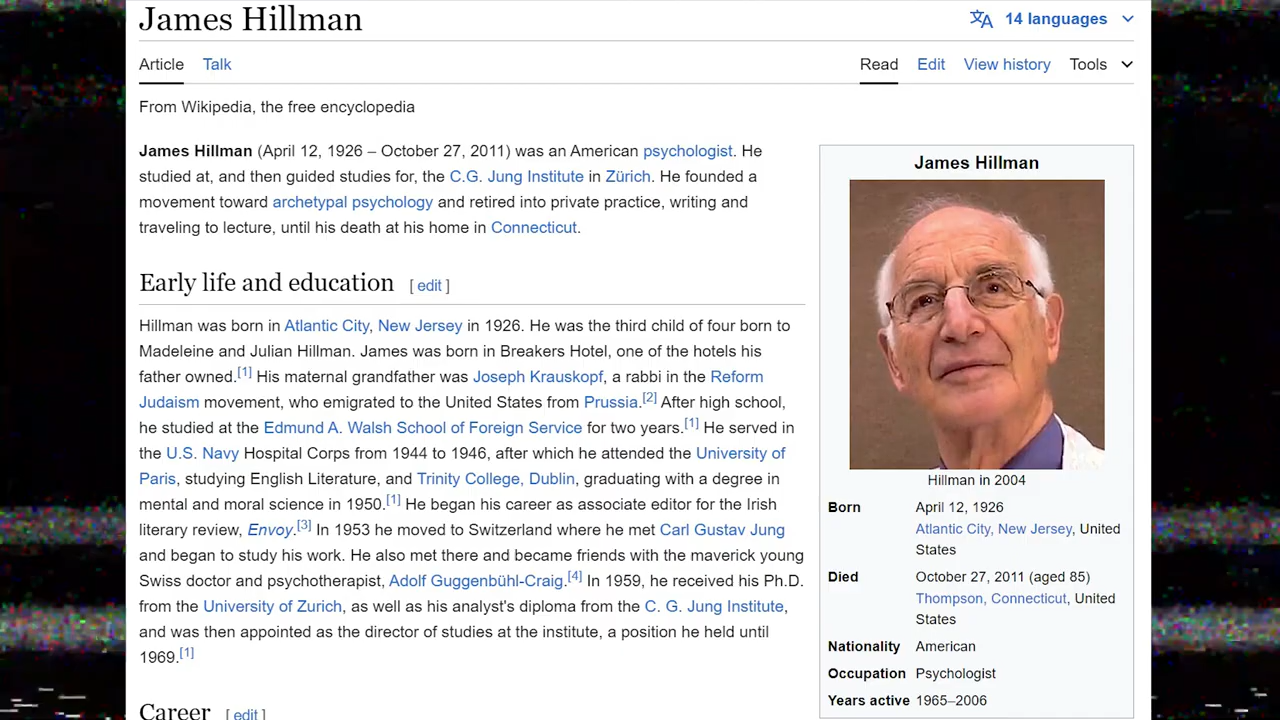 James Hillman
14 languages
Article Talk
Read Edit View history Tools
From Wikipedia, the free encyclopedia
James Hillman (April 12, 1926 – October 27, 2011) was an American psychologist. He
studied at, and then guided studies for, the C.G. Jung Institute in Zürich. He founded a
movement toward archetypal psychology and retired into private practice, writing and
traveling to lecture, until his death at his home in Connecticut.
Early life and education [ edit ]
Hillman was born in Atlantic City, New Jersey in 1926. He was the third child of four born to
Madeleine and Julian Hillman. James was born in Breakers Hotel, one of the hotels his
father owned.[1] His maternal grandfather was Joseph Krauskopf, a rabbi in the Reform
Judaism movement, who emigrated to the United States from Prussia.[2] After high school,
he studied at the Edmund A. Walsh School of Foreign Service for two years.[1] He served in
the U.S. Navy Hospital Corps from 1944 to 1946, after which he attended the University of
Paris, studying English Literature, and Trinity College, Dublin, graduating with a degree in
mental and moral science in 1950.[1] He began his career as associate editor for the Irish
literary review, Envoy.[3] In 1953 he moved to Switzerland where he met Carl Gustav Jung
and began to study his work. He also met there and became friends with the maverick young
Swiss doctor and psychotherapist, Adolf Guggenbühl-Craig.[4] In 1959, he received his Ph.D.
from the University of Zurich, as well as his analyst's diploma from the C. G. Jung Institute,
and was then appointed as the director of studies at the institute, a position he held until
1969.[1]
Career [ edit ]
James Hillman
Hillman in 2004
Born April 12, 1926
Atlantic City, New Jersey, United
States
Died October 27, 2011 (aged 85)
Thompson, Connecticut, United
States
Nationality American
Occupation Psychologist
Years active 1965–2006